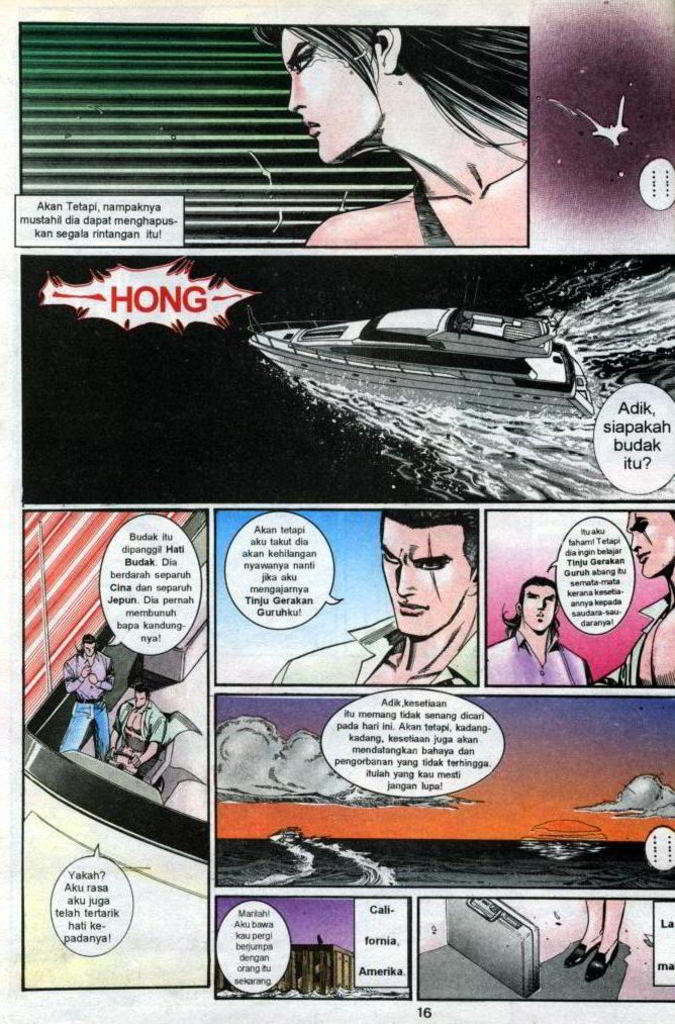 Akan Tetapi, nampaknya
mustahil dia dapat menghapus-
kan segala rintangan itu!
HONG
Adik,
siapakah
budak
itu?
Budak itu
dipanggil Hati
Budak. Dia
berdarah separuh
Cina dan separuh
Jepun. Dia pernah
membunuh
bapa kandung-
nya!
Yakah?
Aku rasa
aku juga
telah tertarik
hati ke-
padanya!
Akan tetapi
aku takut dia
akan kehilangan
nyawanya nanti
jika aku
mengajarnya
Tinju Gerakan
Guruhku!
Itu aku
faham! Tetapi
dia ingin belajar
Tinju Gerakan
Guruh abang itu
semata-mata
kerana kesetia-
annya kepada
saudara-sau-
daranya!
Adik,kesetiaan
itu memang tidak senang dicari
pada hari ini. Akan tetapi, kadang-
kadang, kesetiaan juga akan
mendatangkan bahaya dan
pengorbanan yang tidak terhingga.
itulah yang kau mesti
jangan lupa!
Marilah!
Aku bawa
kau pergi
berjumpa
dengan
orang itu
sekarang
Cali-
fornia,
Amerika.
La
ma
16